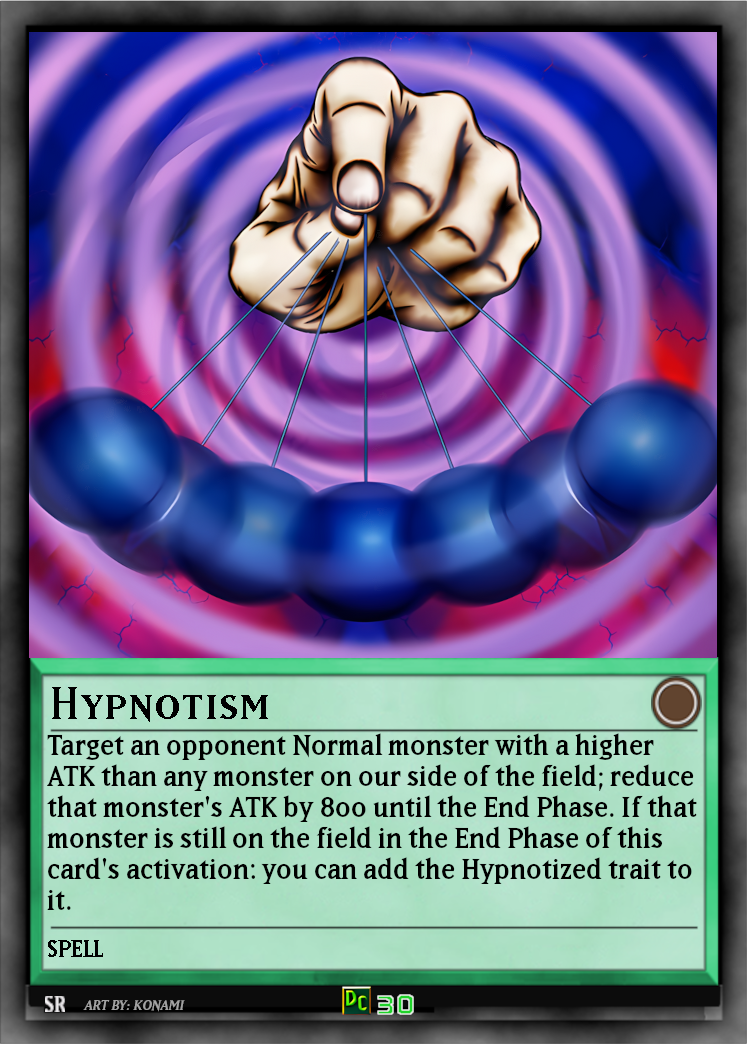 Hypnotism
Target an opponent Normal monster with a higher
ATK than any monster on our side of the field; reduce
that monster's ATK by 800 until the End Phase. If that
monster is still on the field in the End Phase of this
card's activation: you can add the Hypnotized trait to
it.
SPELL
SR ART BY: KONAMI DC 30